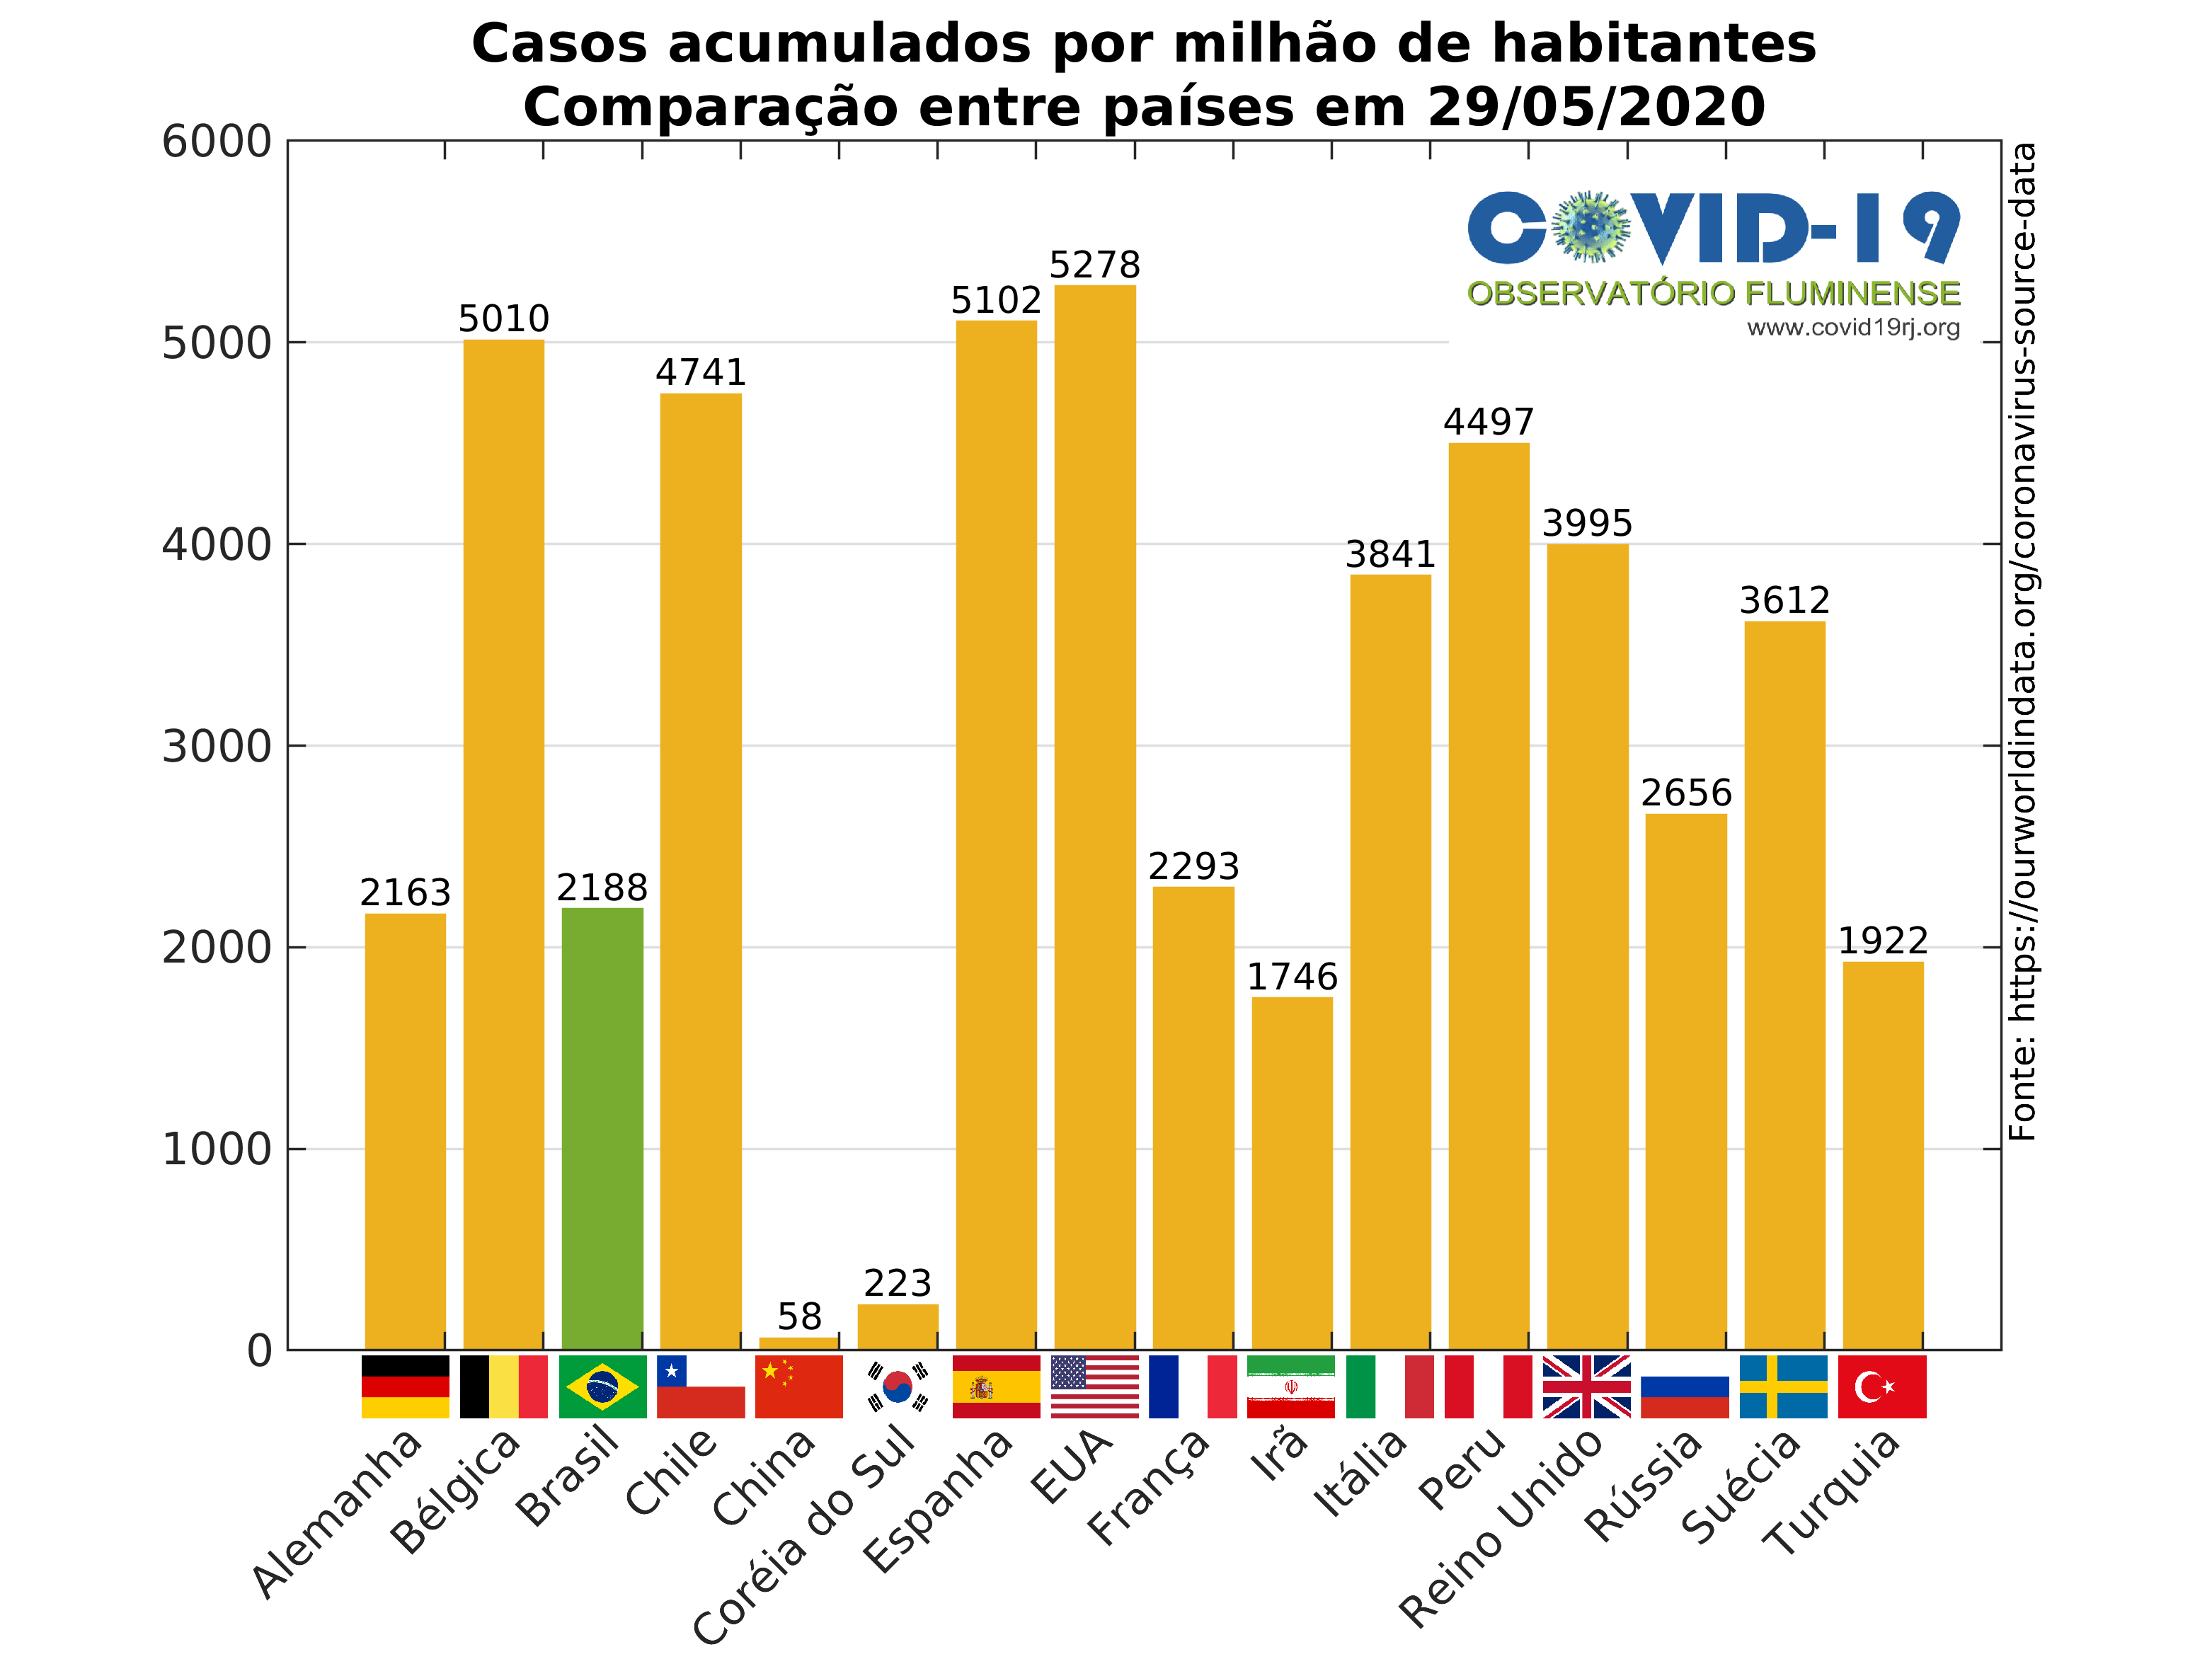 Casos acumulados por milhão de habitantes
Comparação entre países em 29/05/2020
6000
5000
4000
3000
2000
1000
0
COVID-19
OBSERVATÓRIO FLUMINENSE
www.covid19rj.org
2163
5010
2188
4741
58
223
5102
5278
2293
1746
3841
4497
3995
2656
3612
1922
Alemanha
Bélgica
Brasil
Chile
China
Coréia do Sul
Espanha
EUA
França
Irã
Itália
Peru
Reino Unido
Rússia
Suécia
Turquia
Fonte: https://ourworldindata.org/coronavirus-source-data